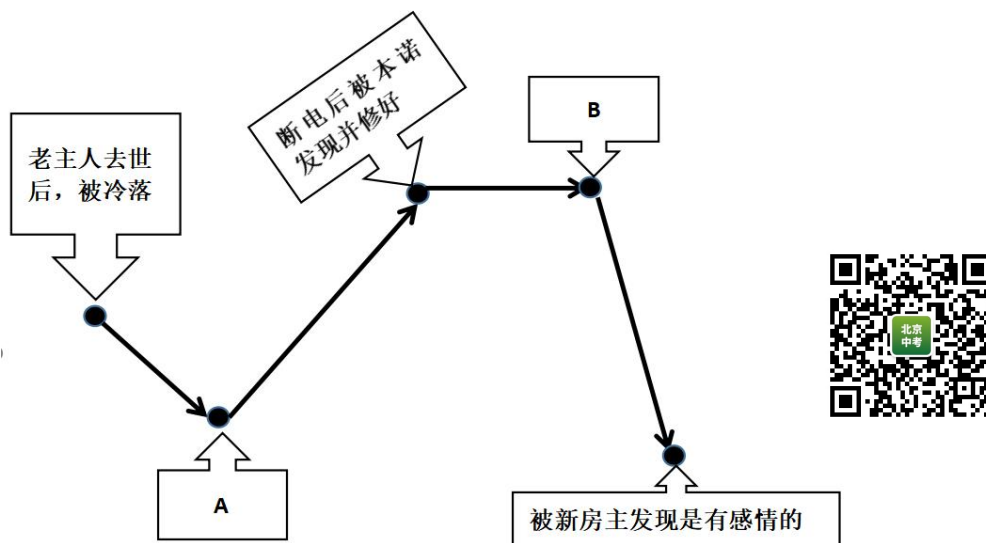 老主人去世
后，被冷落
断电后被本诺
发现并修好
B
A
被新房主发现是有感情的
北京
中考